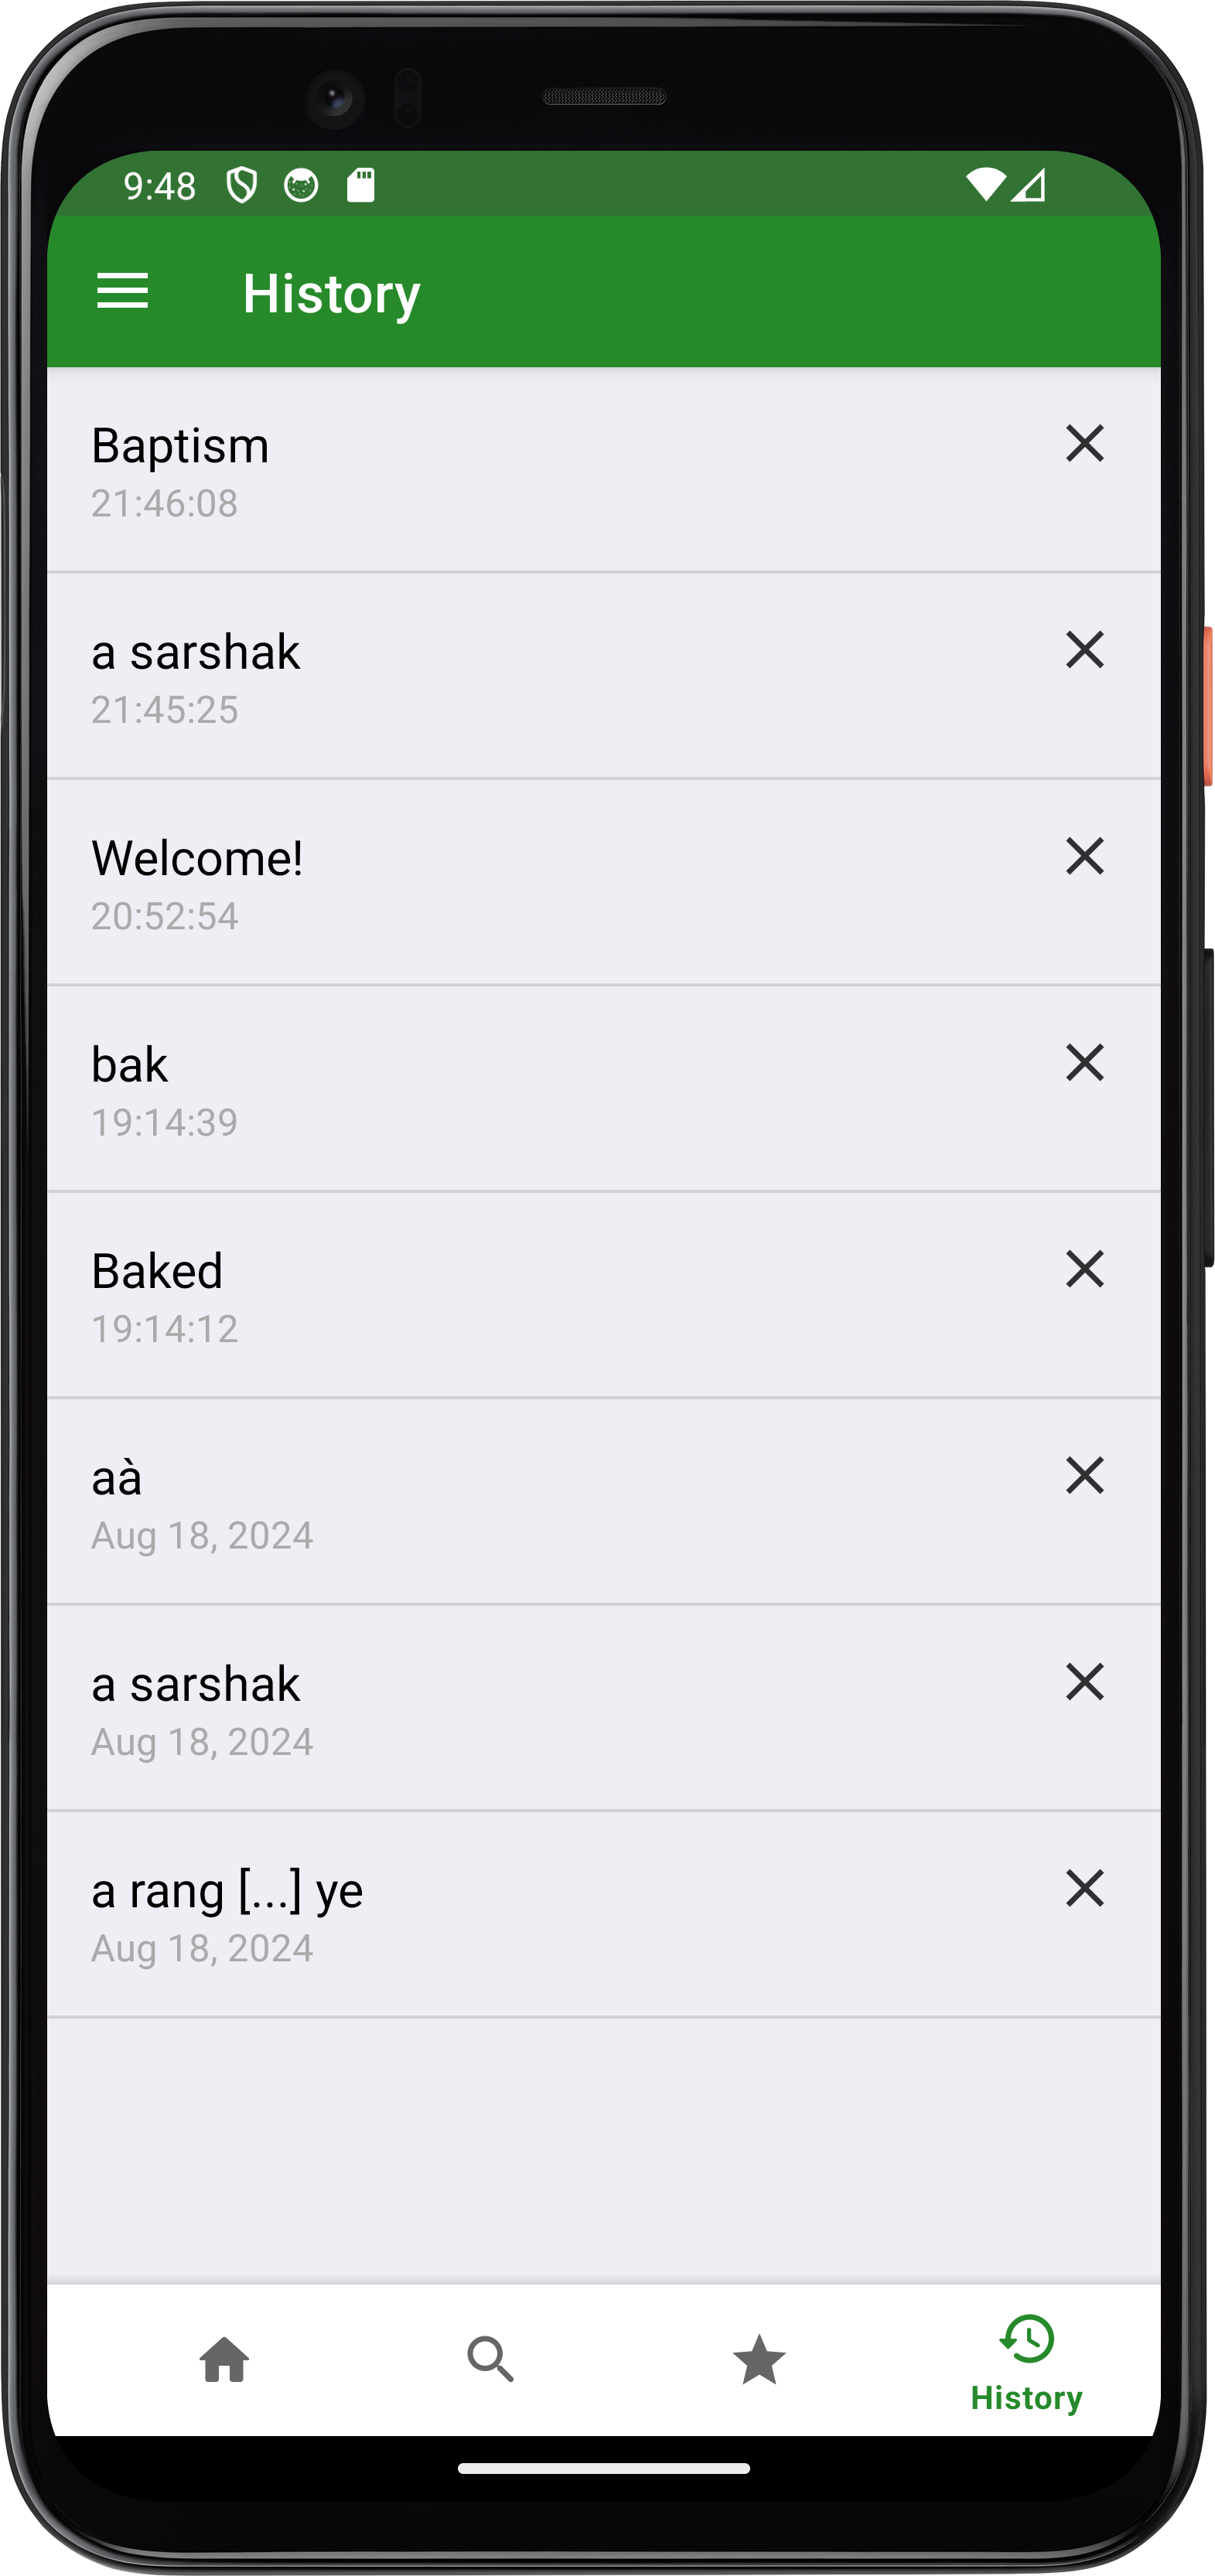 9:48
History
Baptism
21:46:08
a sarshak
21:45:25
Welcome!
20:52:54
bak
19:14:39
Baked
19:14:12
aà
Aug 18, 2024
a sarshak
Aug 18, 2024
a rang [...] ye
Aug 18, 2024
History